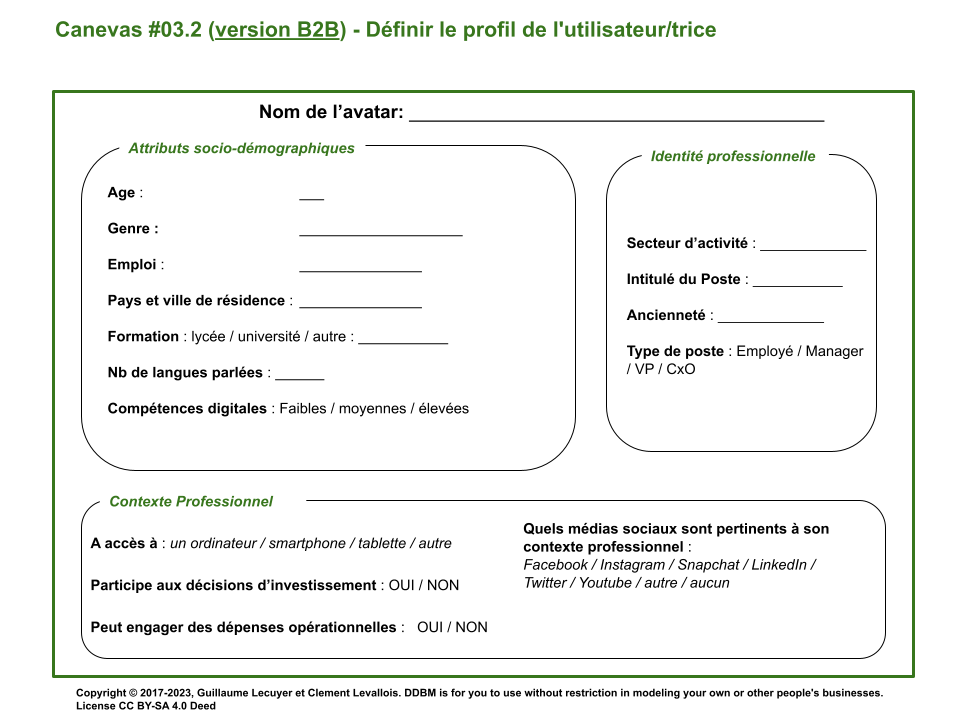 Canevas #03.2 (version B2B) - Définir le profil de l'utilisateur/trice
Nom de l’avatar: __________________________________________
Attributs socio-démographiques
Age : ___
Genre : ____________________
Emploi : _______________
Pays et ville de résidence : _______________
Formation : lycée / université / autre : ___________
Nb de langues parlées : ______
Compétences digitales : Faibles / moyennes / élevées
Identité professionnelle
Secteur d’activité : _____________
Intitulé du Poste : ___________
Ancienneté : _____________
Type de poste : Employé / Manager
/ VP / CxO
Contexte Professionnel
A accès à : un ordinateur / smartphone / tablette / autre
Participe aux décisions d’investissement : OUI / NON
Peut engager des dépenses opérationnelles : OUI / NON
Quels médias sociaux sont pertinents à son
contexte professionnel :
Facebook / Instagram / Snapchat / LinkedIn /
Twitter / Youtube / autre / aucun
Copyright © 2017-2023, Guillaume Lecuyer et Clement Levallois. DDBM is for you to use without restriction in modeling your own or other people's businesses.
License CC BY-SA 4.0 Deed